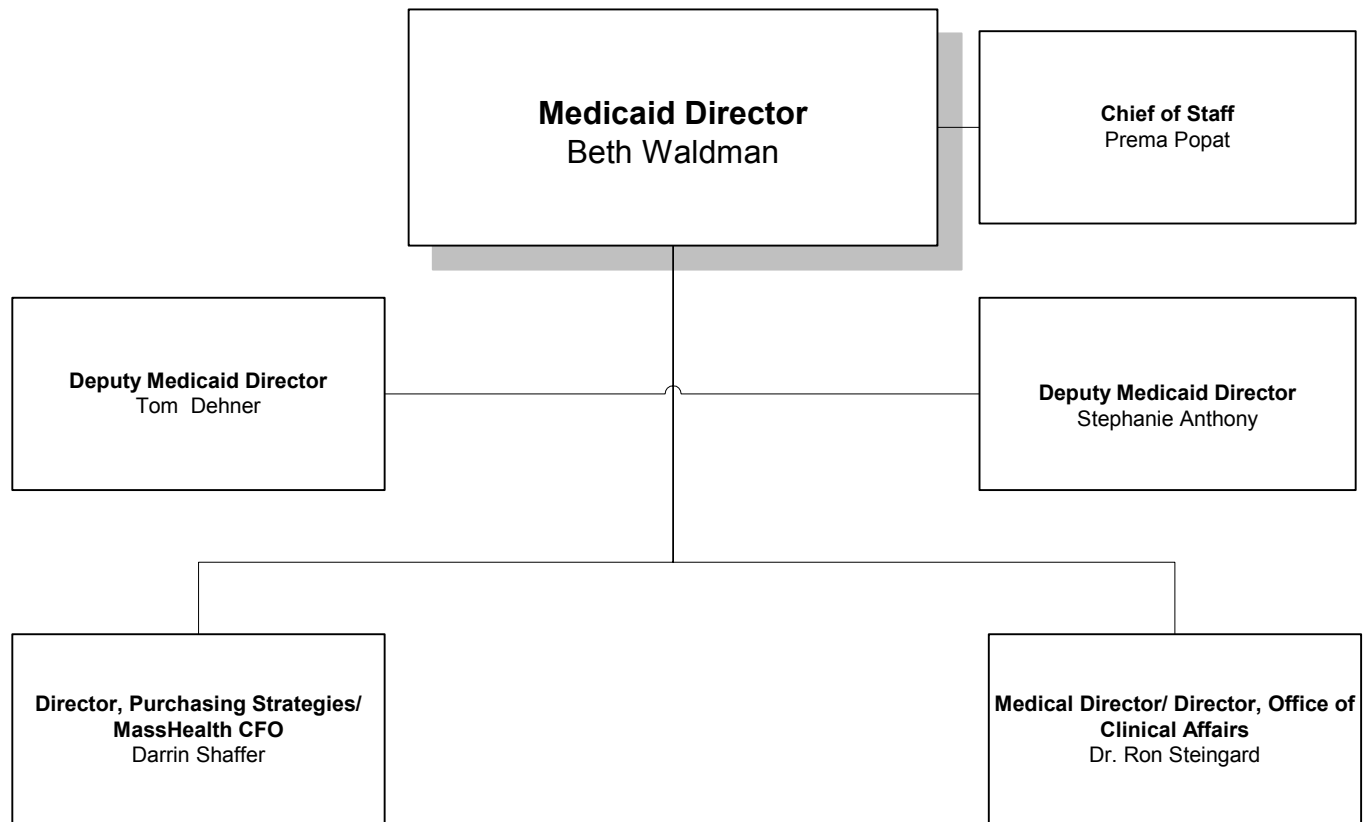 Medicaid Director
Beth Waldman
Chief of Staff
Prema Popat
Deputy Medicaid Director
Tom  Dehner
Deputy Medicaid Director
Stephanie Anthony
Director, Purchasing Strategies/
MassHealth CFO
Darrin Shaffer
Medical Director/ Director, Office of
Clinical Affairs
Dr. Ron Steingard